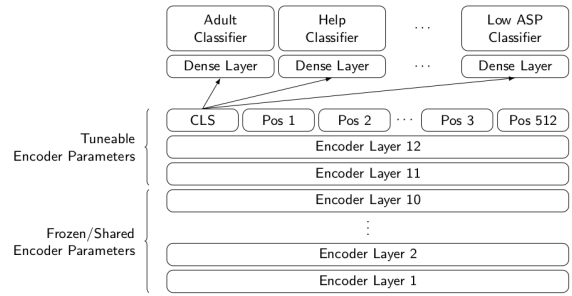 Adult
Classifier
Help
Classifier
. . .
Low ASP
Classifier
Dense Layer
Dense Layer
. . .
Dense Layer
CLS
Pos 1
Pos 2
. . .
Pos 3
Pos 512
Tuneable
Encoder Parameters
Encoder Layer 12
Encoder Layer 11
Encoder Layer 10
Frozen/Shared
Encoder Parameters
Encoder Layer 2
Encoder Layer 1